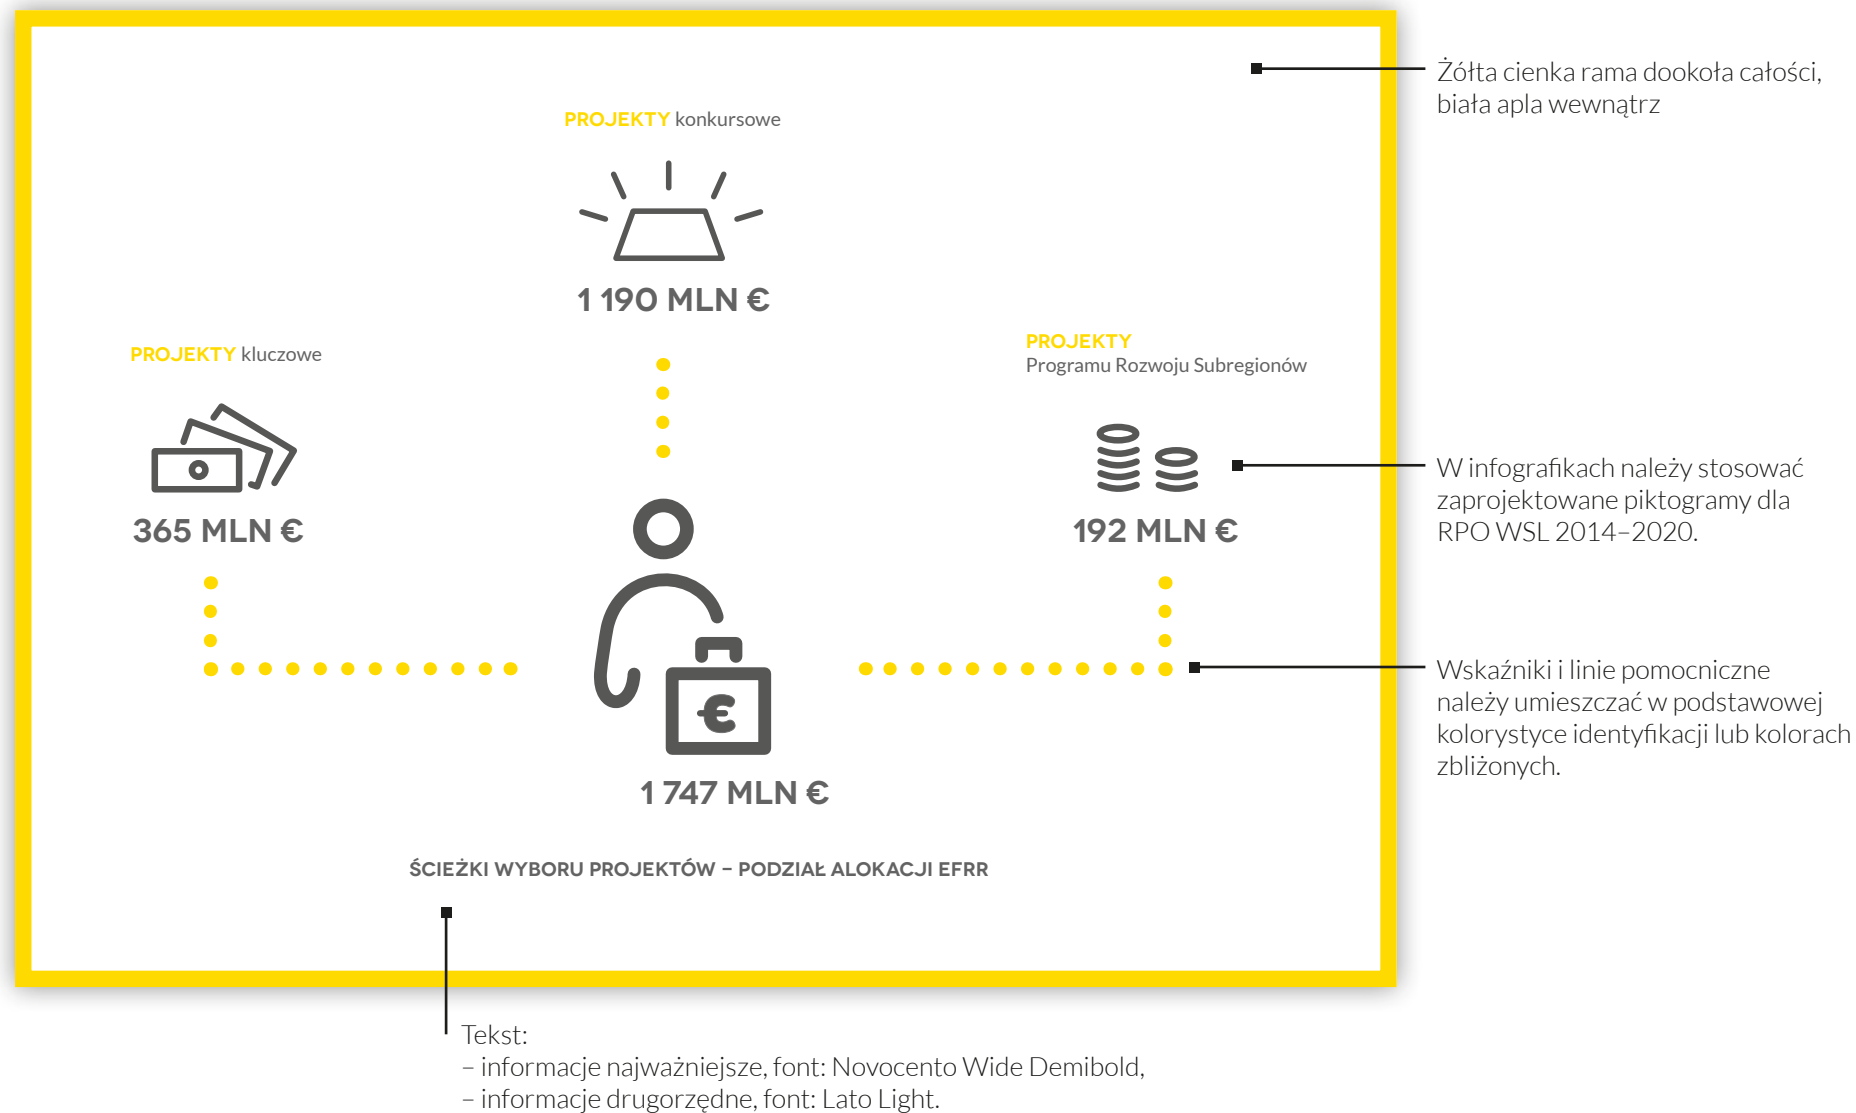 Żółta cienka rama dookoła całości,
biała apla wewnątrz
PROJEKTY konkursowe
1 190 MLN €
PROJEKTY kluczowe
365 MLN €
PROJEKTY
Programu Rozwoju Subregionów
192 MLN €
W infografikach należy stosować
zaprojektowane piktogramy dla
RPO WSL 2014–2020.
Wskaźniki i linie pomocnicze
należy umieszczać w podstawowej
kolorystyce identyfikacji lub kolorach
zbliżonych.
€
1 747 MLN €
ŚCIEŻKI WYBORU PROJEKTÓW – PODZIAŁ ALOKACJI EFRR
Tekst:
– informacje najważniejsze, font: Novocento Wide Demibold,
– informacje drugorzędne, font: Lato Light.